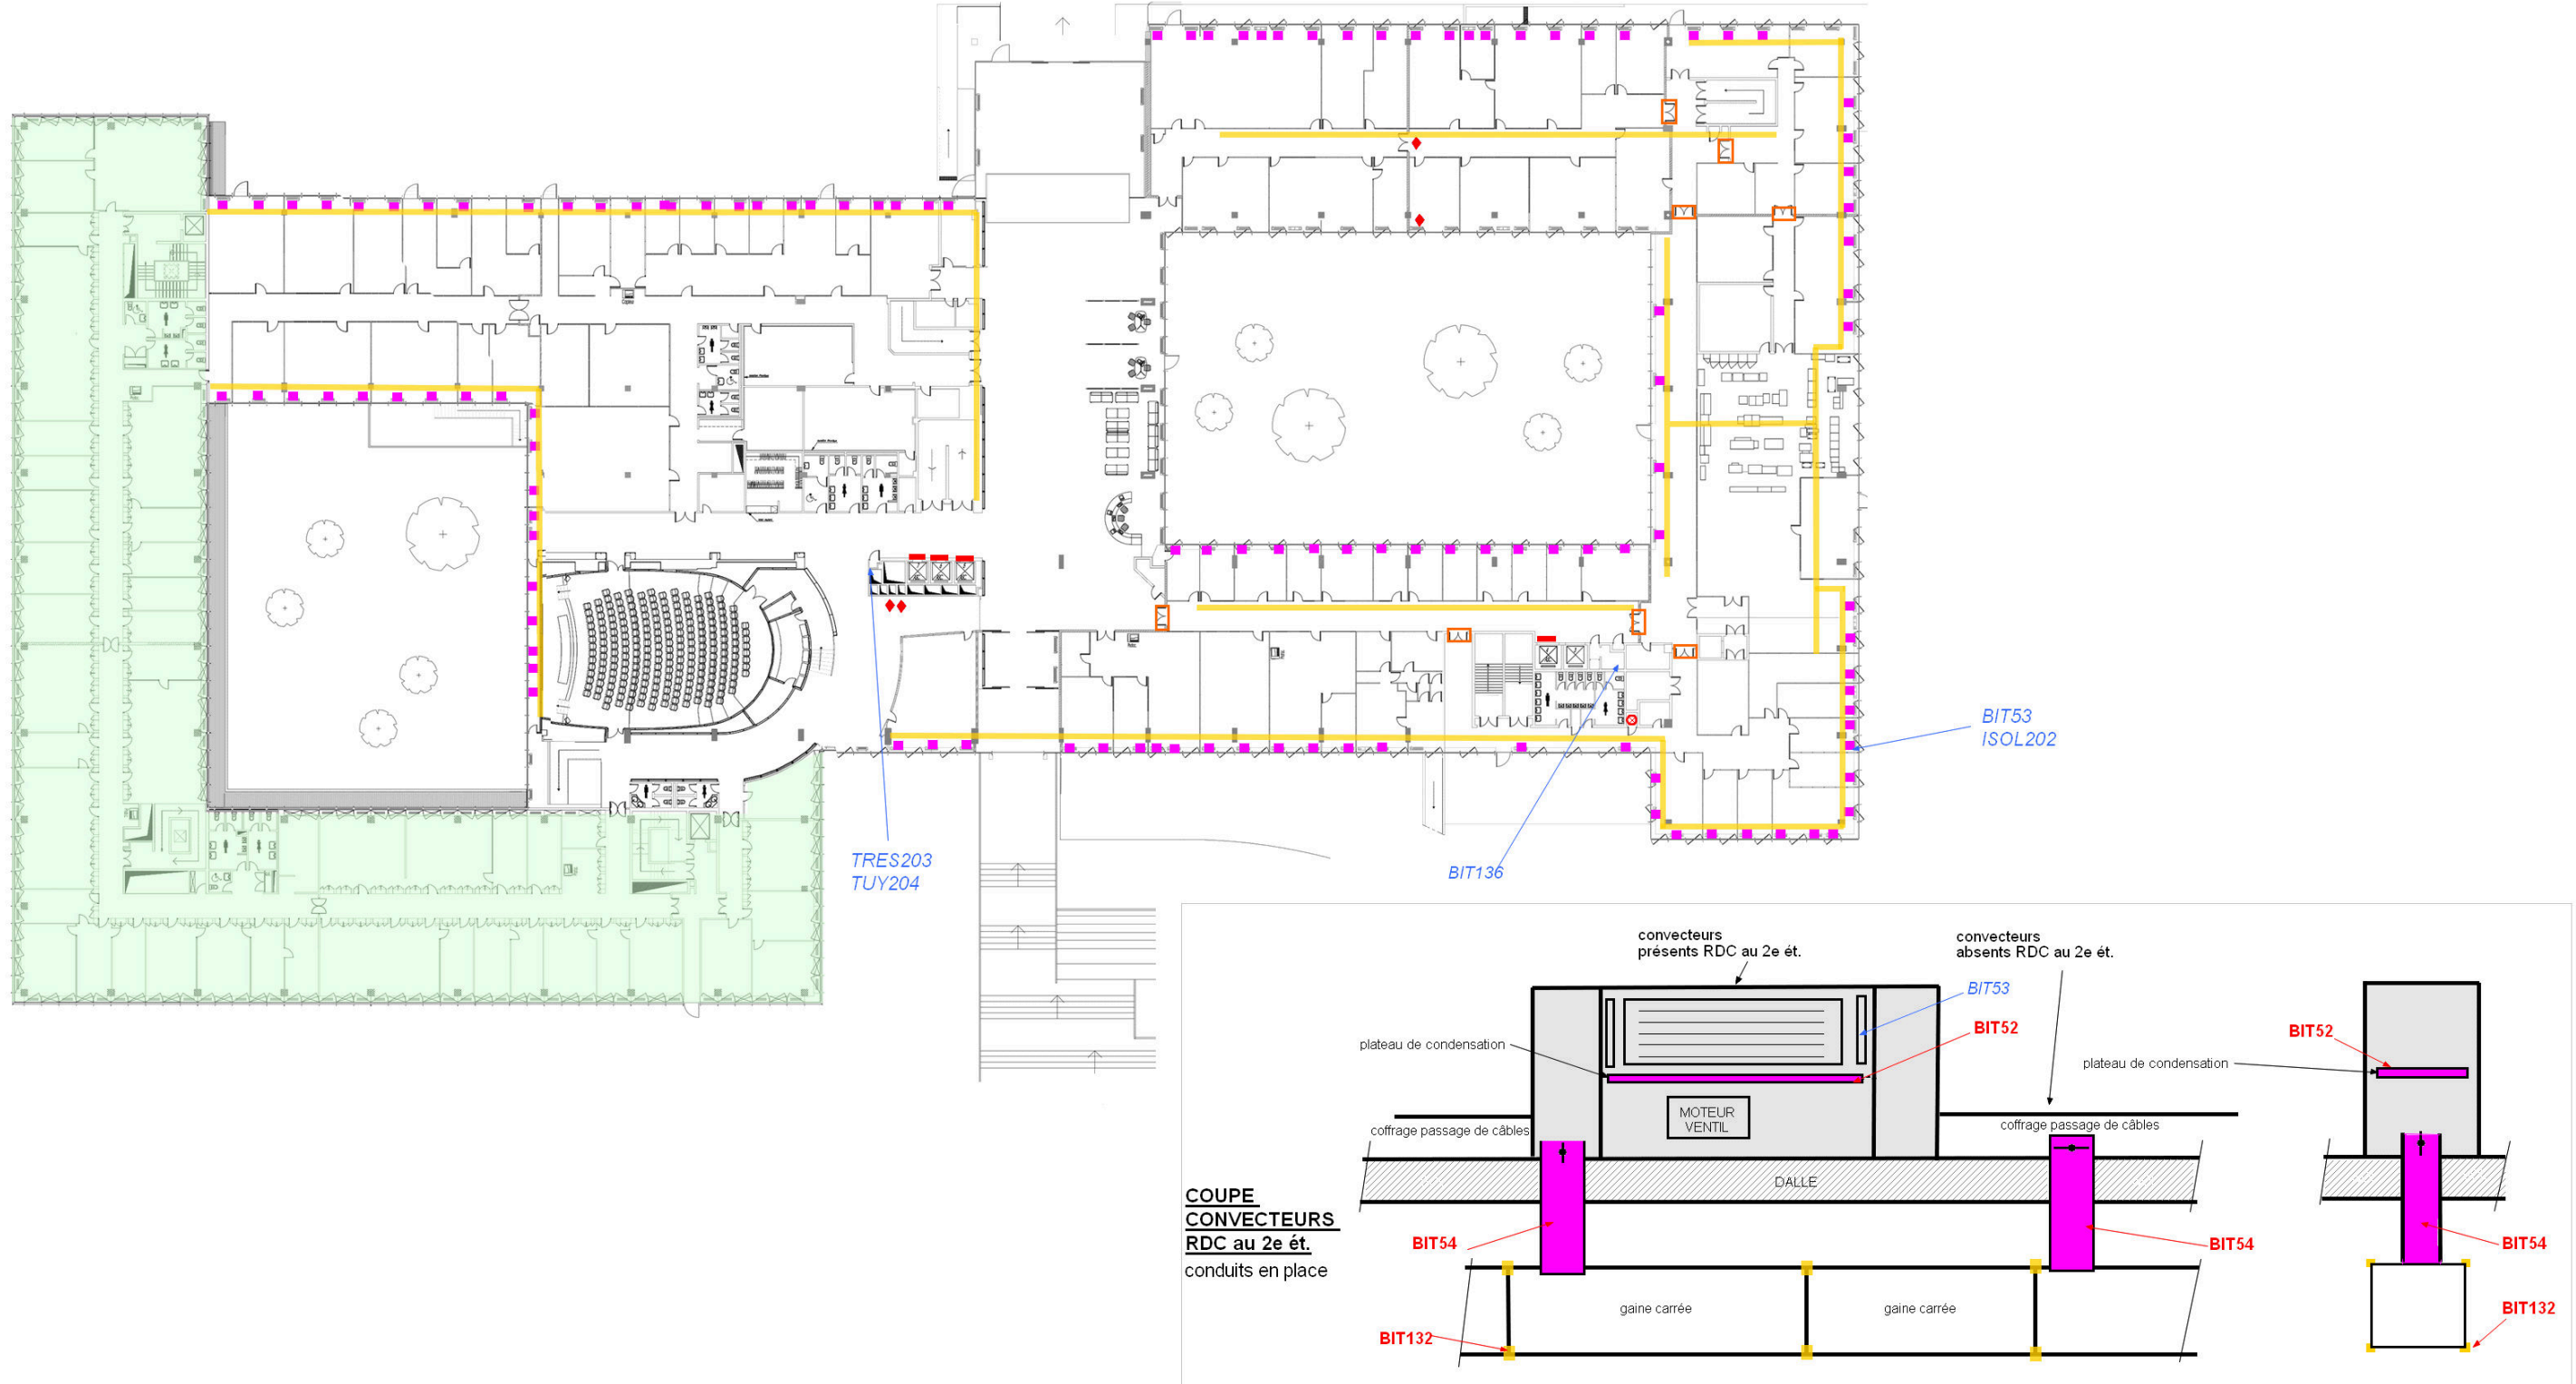 BIT53
ISOL202
TRES203
TUY204
BIT136
convecteurs
présents RDC au 2e ét.
convecteurs
absents RDC au 2e ét.
BIT53
BIT52
plateau de condensation
BIT52
plateau de condensation
MOTEUR
VENTIL
coffrage passage de câbles
coffrage passage de câbles
DALLE
COUPE
CONVECTEURS
RDC au 2e ét.
conduits en place
BIT54
BIT54
BIT54
gaine carrée
gaine carrée
BIT132
BIT132